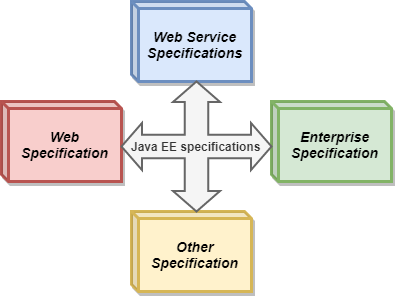 Web Service
Specifications
Web
Specification
Java EE specifications
Enterprise
Specification
Other
Specification